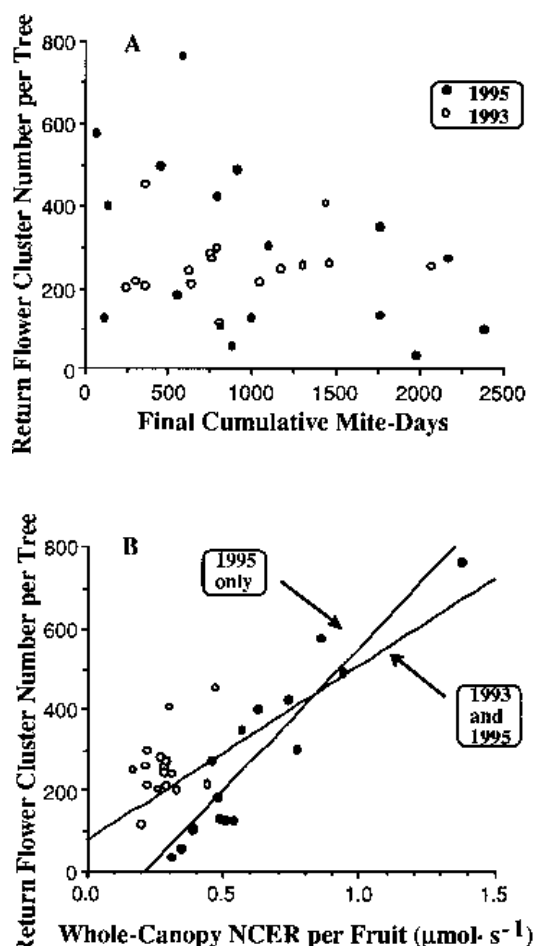 A
1995
1993
Return Flower Cluster Number per Tree
800
600
400
200
0
0 500 1000 1500 2000 2500
Final Cumulative Mite-Days
B
1995
only
1993
and
1995
Return Flower Cluster Number per Tree
800
600
400
200
0
0.0 0.5 1.0 1.5
Whole-Canopy NCER per Fruit (μmol· s-1)